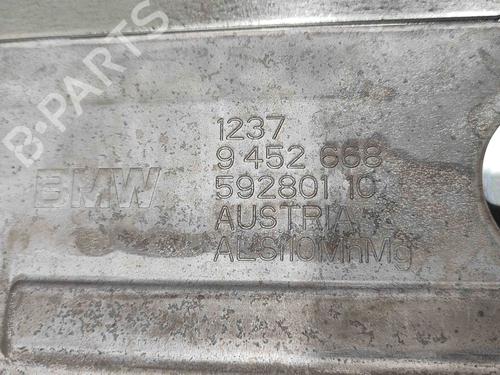 B-PARTS
1237
9 452 668
BMW
592801 10
AUSTRIA
ALSi10MnMg